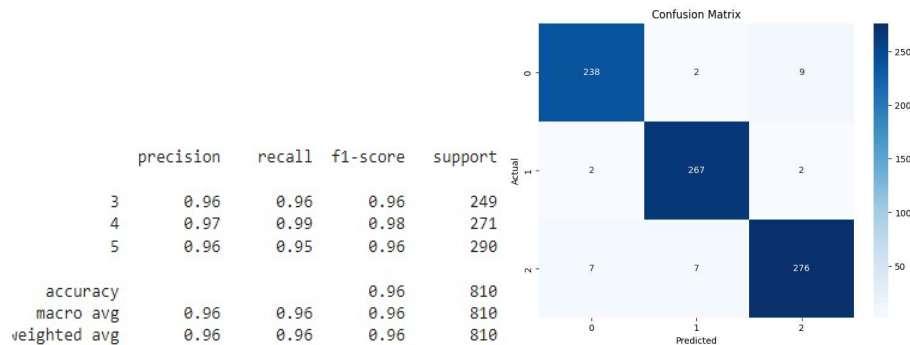 precision recall f1-score support
3 0.96 0.96 0.96 249
4 0.97 0.99 0.98 271
5 0.96 0.95 0.96 290
accuracy 0.96 810
macro avg 0.96 0.96 0.96 810
weighted avg 0.96 0.96 0.96 810
Confusion Matrix
Actual
0
238 2 9
1
2 267 2
2
7 7 276
0 1 2
Predicted
250
200
150
100
50